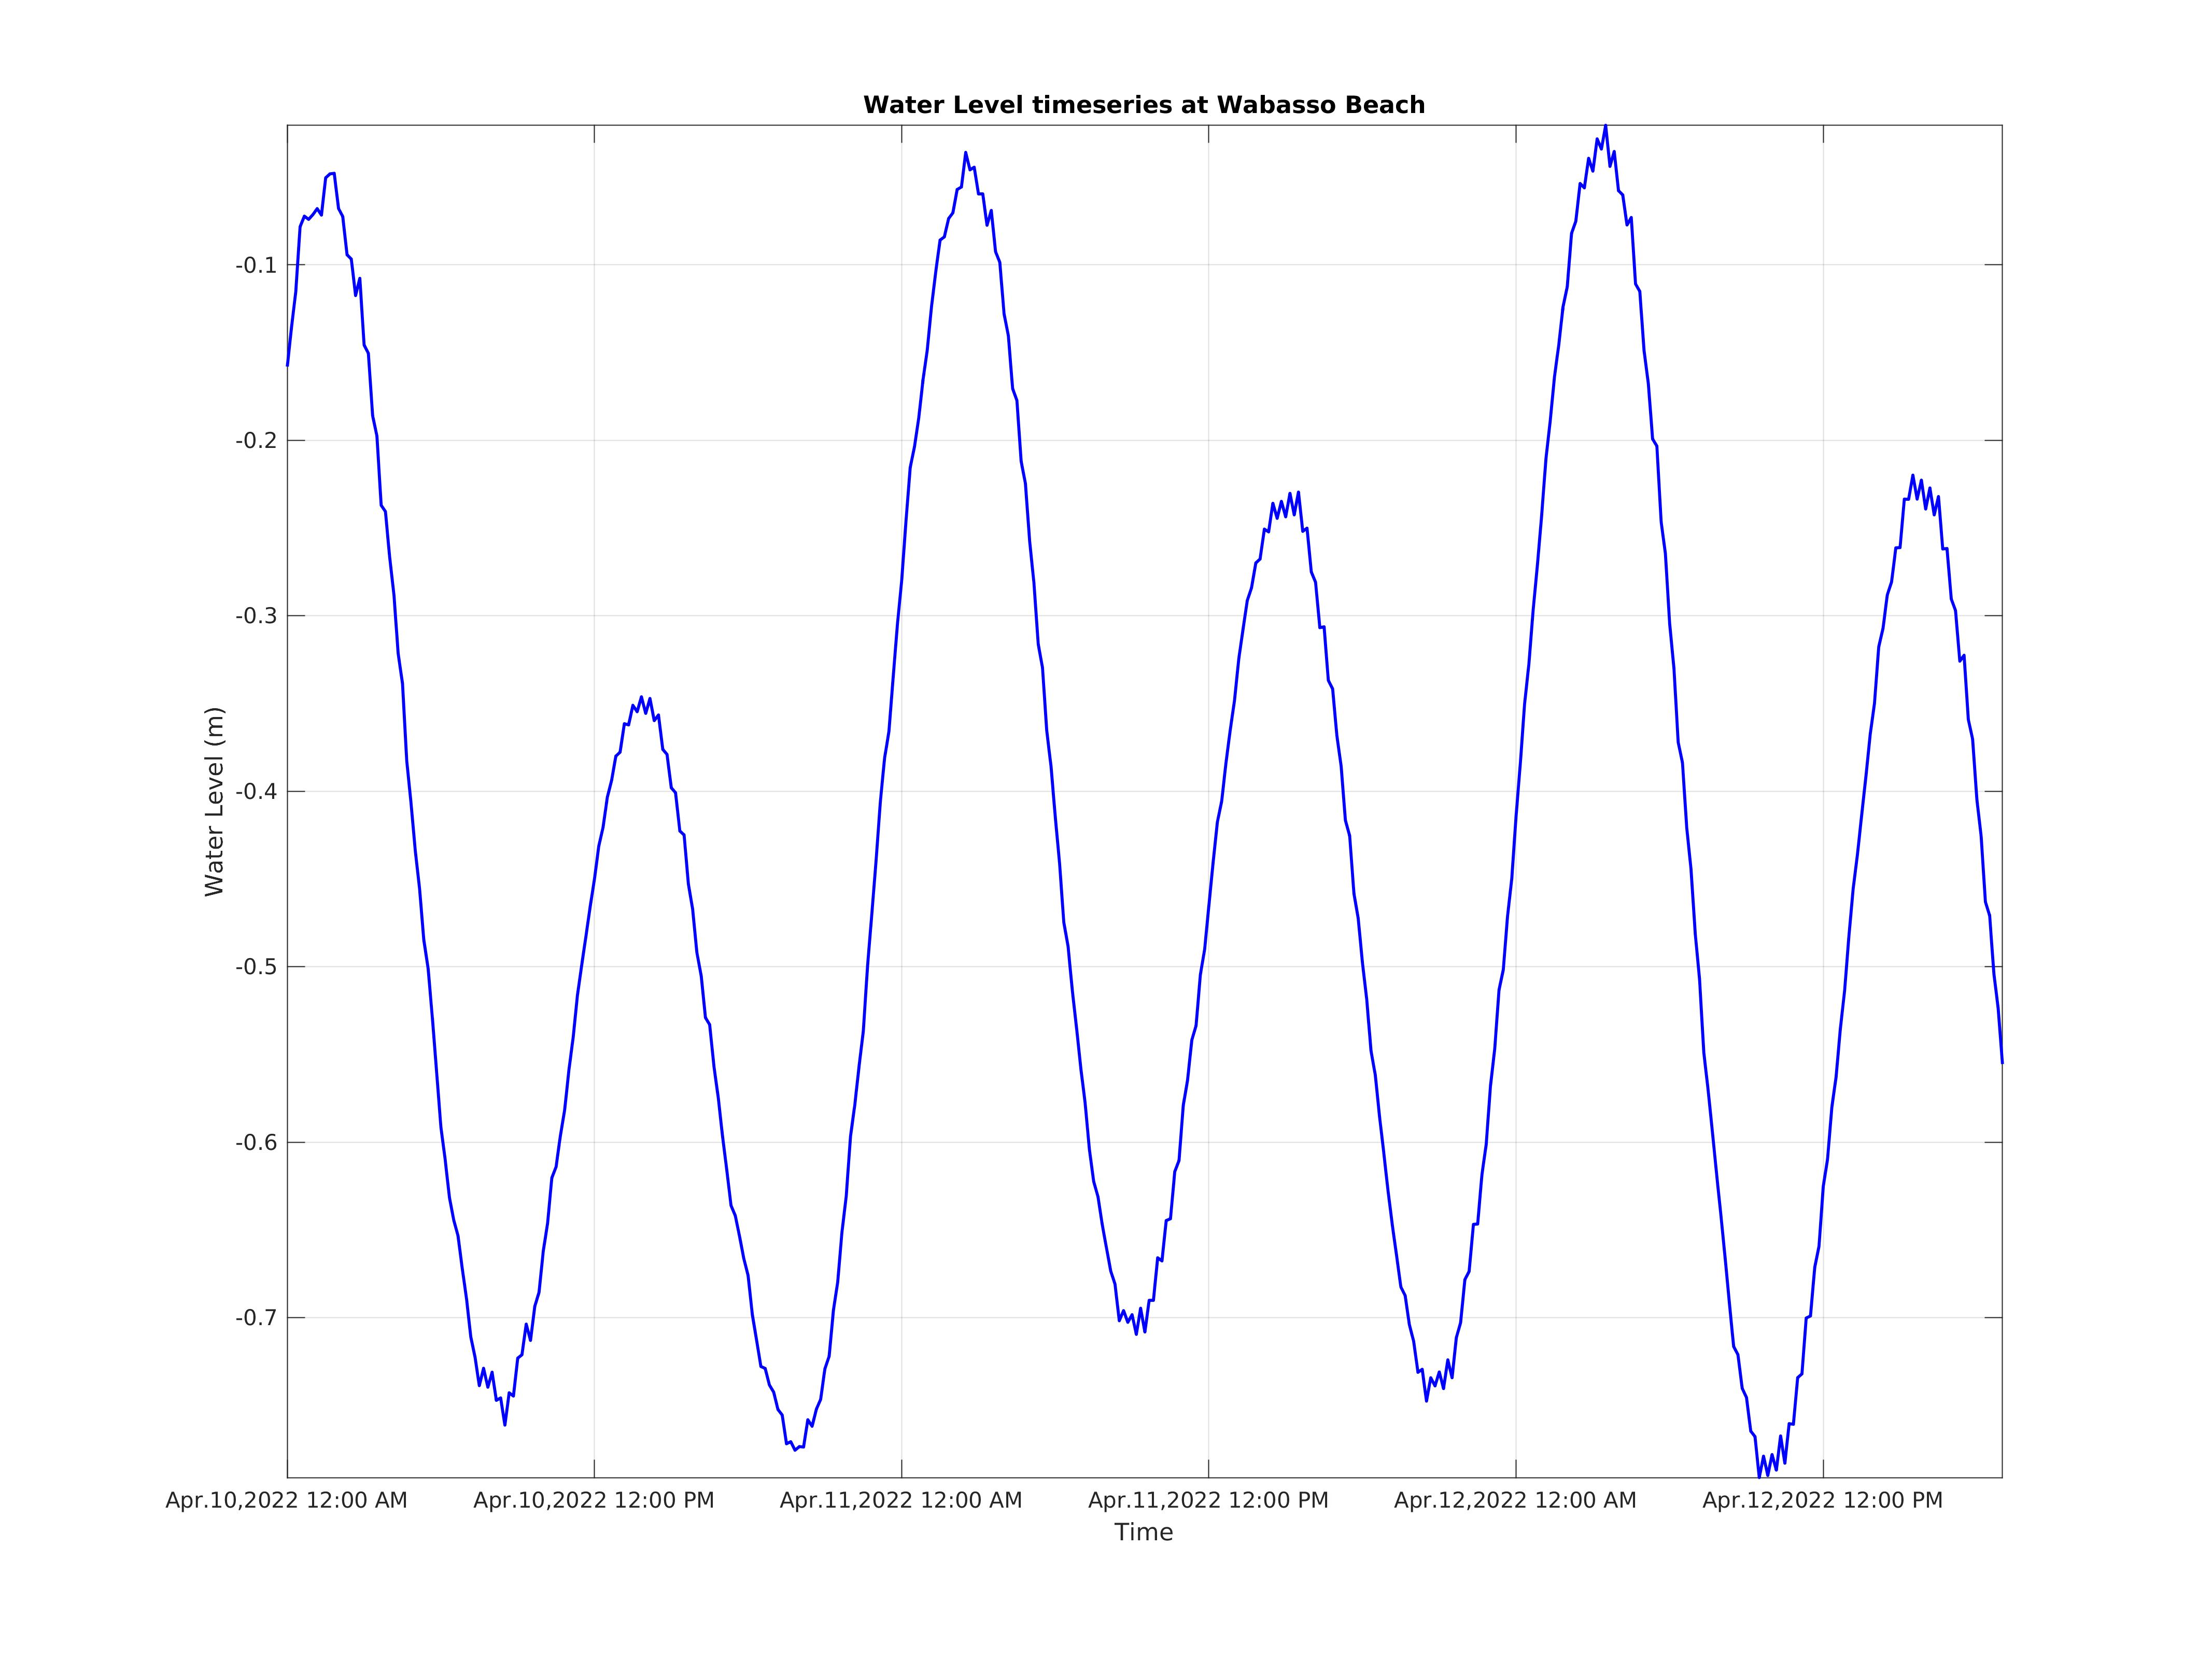 Water Level timeseries at Wabasso Beach
-0.1
-0.2
-0.3
-0.4
-0.5
-0.6
-0.7
Water Level (m)
Apr.10,2022 12:00 AM
Apr.10,2022 12:00 PM
Apr.11,2022 12:00 AM
Apr.11,2022 12:00 PM
Apr.12,2022 12:00 AM
Apr.12,2022 12:00 PM
Time